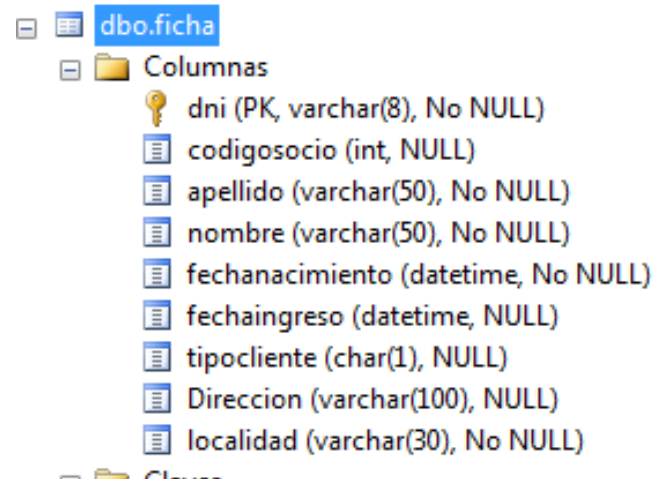 dbo.ficha
Columnas
dni (PK, varchar(8), No NULL)
codigosocio (int, NULL)
apellido (varchar(50), No NULL)
nombre (varchar(50), No NULL)
fechanacimiento (datetime, No NULL)
fechaingreso (datetime, NULL)
tipocliente (char(1), NULL)
Direccion (varchar(100), NULL)
localidad (varchar(30), No NULL)